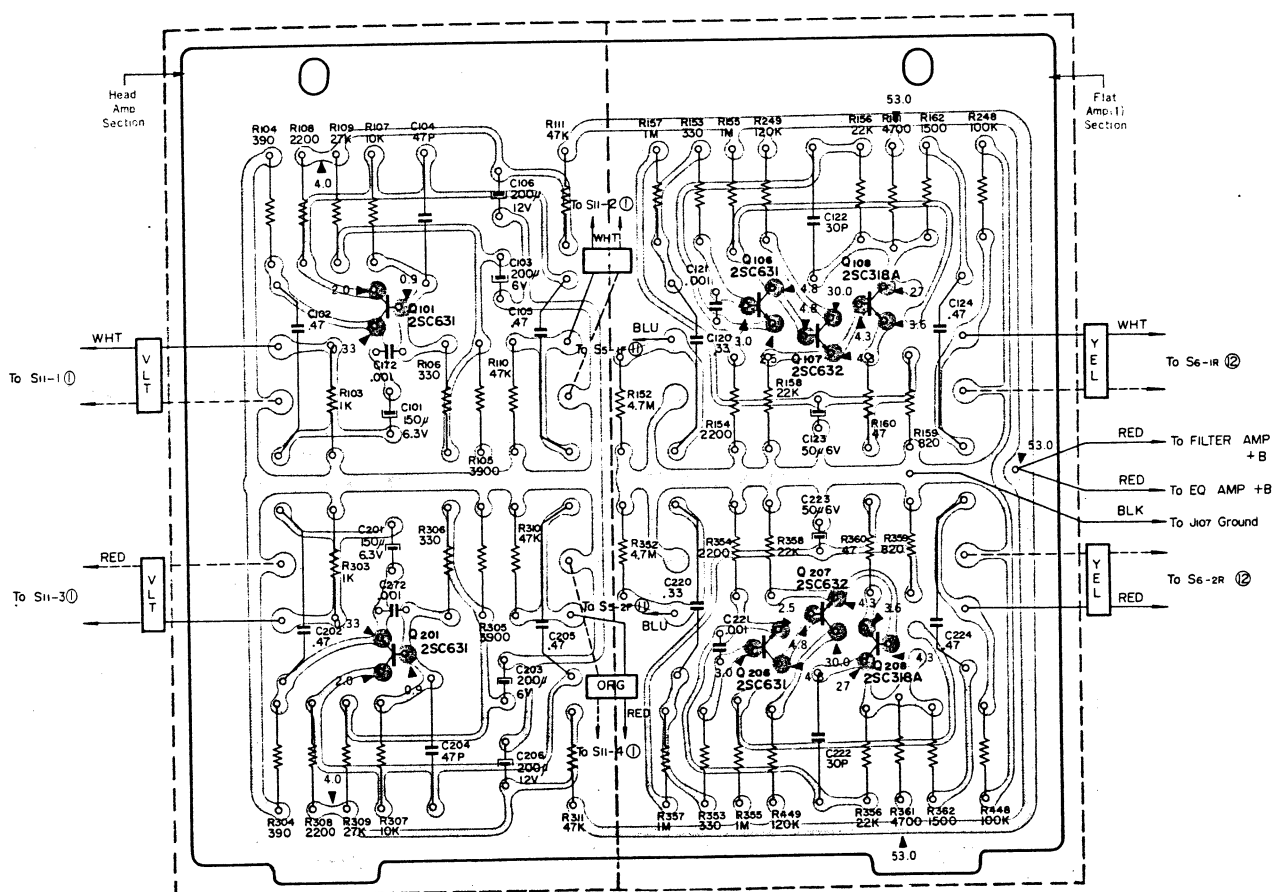 Head
Amp
Section
Flat
Amp(1)
Section
53.0
R104
390
R108
2200
R109
27K
R107
10K
C104
47P
R111
47K
R157
1M
R153
330
R155
1M
R249
120K
R156
22K
4700
R162
1500
R248
100K
4.0
C106
200μ
12V
To S11-2 ①
WHT
C122
30P
C103
200μ
6V
C121
.001
Q106
2SC631
Q108
2SC318A
2.0
0.9
Q101
2SC631
4.8
30.0
27
C102
.47
C105
.47
C120
.33
3.0
4.8
3.6
4.3
C124
.47
WHT
VLT
To S11-1 ①
.33
C172
.001
R106
330
R110
47K
BLU
To S5-1F ⑪
2.5
Q107
2SC632
WHT
YEL
To S6-1R ⑫
R103
1K
C101
150μ
6.3V
R105
3900
R152
4.7M
R154
2200
R158
22K
C123
50μ6V
R160
47
R159
820
53.0
RED
To FILTER AMP
+B
RED
To EQ AMP +B
BLK
To J107 Ground
C201
150μ
6.3V
R303
1K
R306
330
R310
47K
R352
4.7M
R354
2200
R358
22K
C223
50μ6V
R360
47
R359
820
RED
VLT
To S11-3①
C272
.001
R305
3900
C220
.33
To S5-2F ⑪
BLU
Q207
2SC632
YEL
To S6-2R ⑫
RED
C202
.47
.33
Q201
2SC631
C205
.47
C221
.001
2.5
4.3
3.6
4.8
C224
.47
2.0
0.9
C203
200μ
6V
ORG
3.0
Q206
2SC631
30.0
4.3
27
Q208
2SC318A
RED
C204
47P
C206
200μ
12V
To S11-4 ①
C222
30P
4.0
R304
390
R308
2200
R309
27K
R307
10K
R311
47K
R357
1M
R353
330
R355
1M
R449
120K
R356
22K
R361
4700
R362
1500
R448
100K
53.0